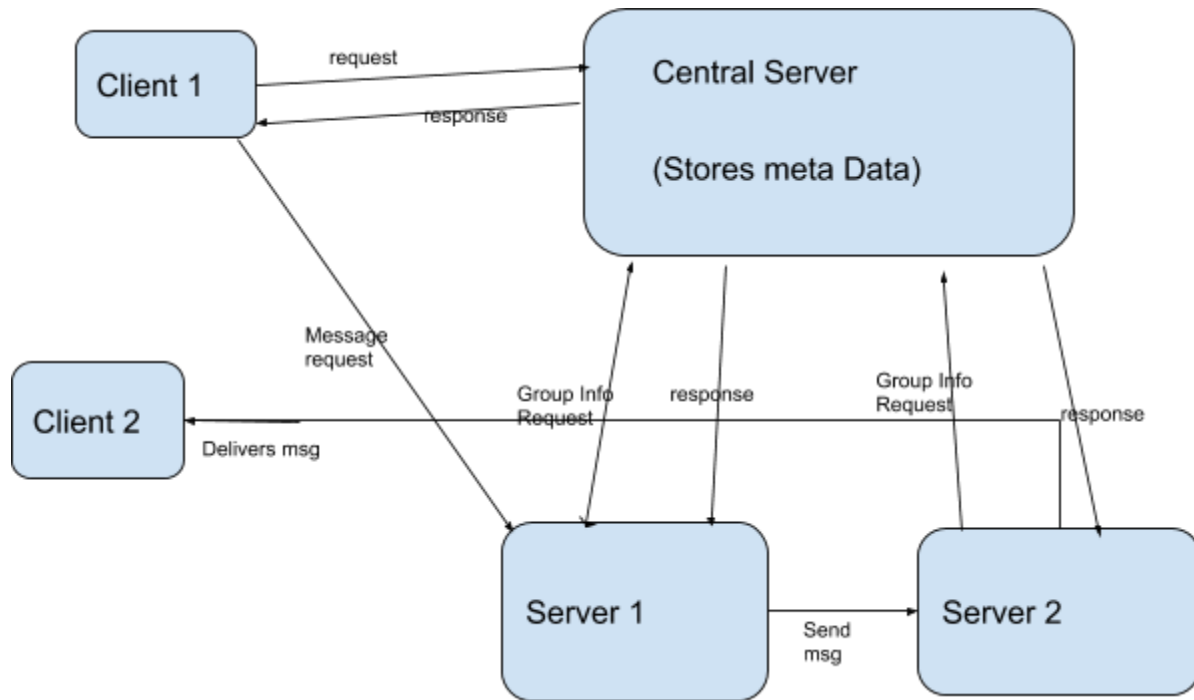 request
Client 1
Central Server
response
(Stores meta Data)
Message
request
Group Info
Request
response
Group Info
Request
response
Client 2
Delivers msg
Server 1
Send
msg
Server 2